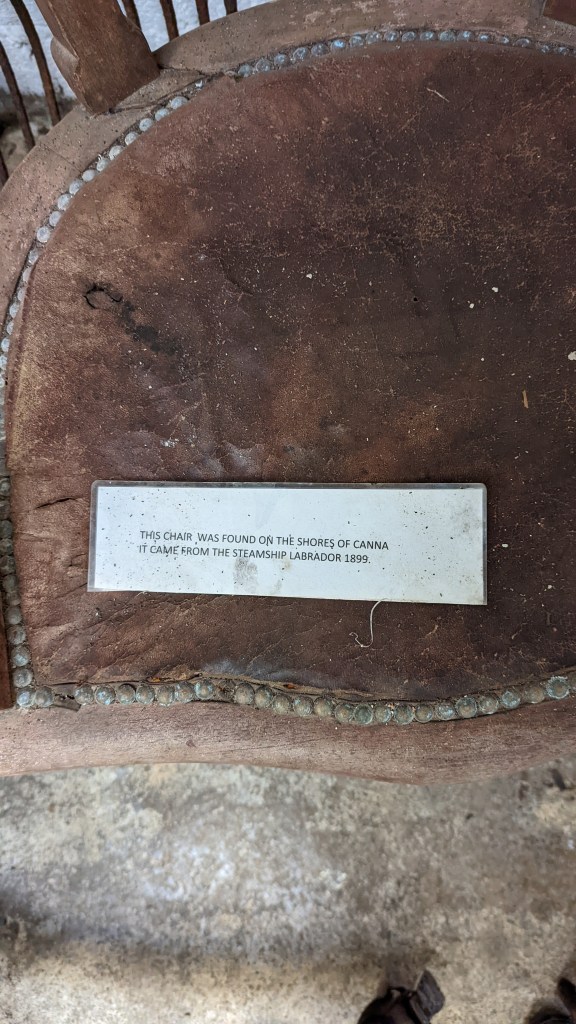 THIS CHAIR WAS FOUND ON THE SHORES OF CANNA
IT CAME FROM THE STEAMSHIP LABRADOR 1899.